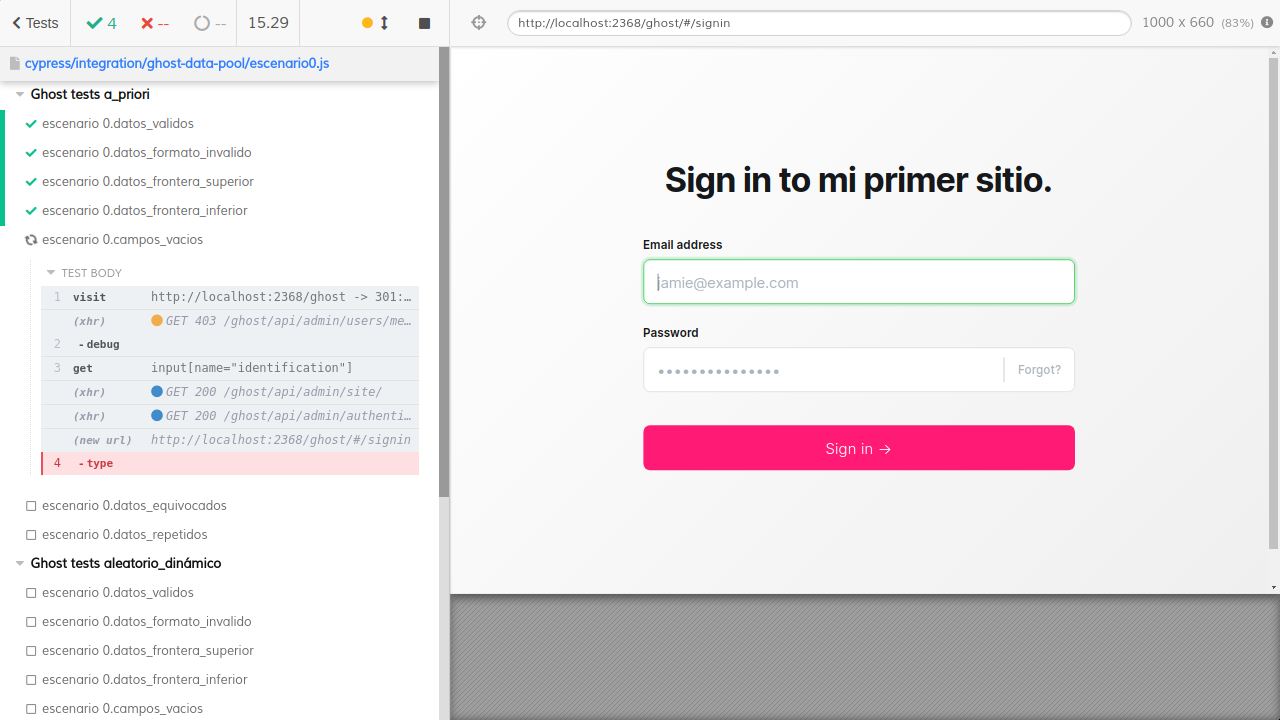 Tests 4 -- -- 15.29
cypress/integration/ghost-data-pool/escenario0.js
Ghost tests a_priori
escenario 0.datos_validos
escenario 0.datos_formato_invalido
escenario 0.datos_frontera_superior
escenario 0.datos_frontera_inferior
escenario 0.campos_vacios
TEST BODY
1 visit http://localhost:2368/ghost -> 301:…
(xhr) GET 403 /ghost/api/admin/users/me…
2 - debug
3 get input[name="identification"]
(xhr) GET 200 /ghost/api/admin/site/
(xhr) GET 200 /ghost/api/admin/authenti…
(new url) http://localhost:2368/ghost/#/signin
4 - type
escenario 0.datos_equivocados
escenario 0.datos_repetidos
Ghost tests aleatorio_dinámico
escenario 0.datos_validos
escenario 0.datos_formato_invalido
escenario 0.datos_frontera_superior
escenario 0.datos_frontera_inferior
escenario 0.campos_vacios
http://localhost:2368/ghost/#/signin
1000 x 660 (83%)
Sign in to mi primer sitio.
Email address
jamie@example.com
Password
•••••••••••••••
Forgot?
Sign in →